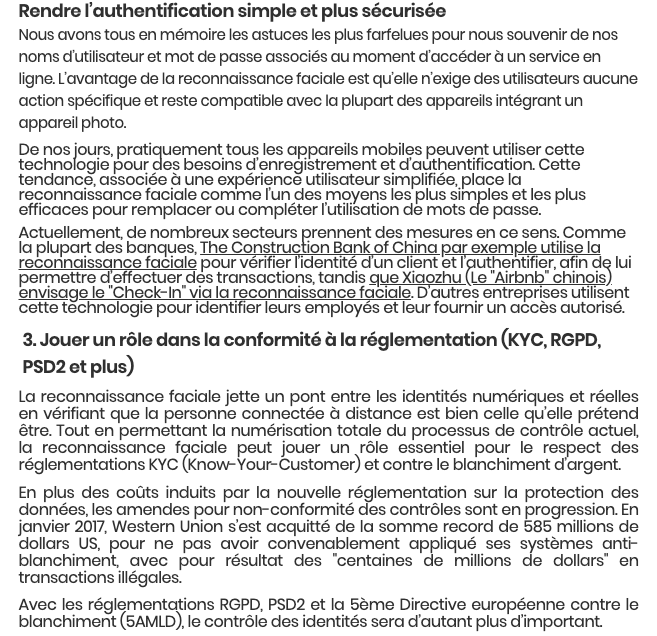 Rendre l'authentification simple et plus sécurisée
Nous avons tous en mémoire les astuces les plus farfelues pour nous souvenir de nos
noms d'utilisateur et mot de passe associés au moment d'accéder à un service en
ligne. L'avantage de la reconnaissance faciale est qu'elle n'exige des utilisateurs aucune
action spécifique et reste compatible avec la plupart des appareils intégrant un
appareil photo.
De nos jours, pratiquement tous les appareils mobiles peuvent utiliser cette
technologie pour des besoins d'enregistrement et d'authentification. Cette
tendance, associée à une expérience utilisateur simplifiée, place la
reconnaissance faciale comme l'un des moyens les plus simples et les plus
efficaces pour remplacer ou compléter l'utilisation de mots de passe.
Actuellement, de nombreux secteurs prennent des mesures en ce sens. Comme
la plupart des banques, The Construction Bank of China par exemple utilise la
reconnaissance faciale pour vérifier l'identité d'un client et l'authentifier, afin de lui
permettre d'effectuer des transactions, tandis que Xiaozhu (Le "Airbnb" chinois)
envisage le "Check-In" via la reconnaissance faciale. D'autres entreprises utilisent
cette technologie pour identifier leurs employés et leur fournir un accès autorisé.
3. Jouer un rôle dans la conformité à la réglementation (KYC, RGPD,
PSD2 et plus)
La reconnaissance faciale jette un pont entre les identités numériques et réelles
en vérifiant que la personne connectée à distance est bien celle qu'elle prétend
être. Tout en permettant la numérisation totale du processus de contrôle actuel,
la reconnaissance faciale peut jouer un rôle essentiel pour le respect des
réglementations KYC (Know-Your-Customer) et contre le blanchiment d'argent.
En plus des coûts induits par la nouvelle réglementation sur la protection des
données, les amendes pour non-conformité des contrôles sont en progression. En
janvier 2017, Western Union s'est acquitté de la somme record de 585 millions de
dollars US, pour ne pas avoir convenablement appliqué ses systèmes anti-
blanchiment, avec pour résultat des "centaines de millions de dollars" en
transactions illégales.
Avec les réglementations RGPD, PSD2 et la 5ème Directive européenne contre le
blanchiment (5AMLD), le contrôle des identités sera d'autant plus d'important.